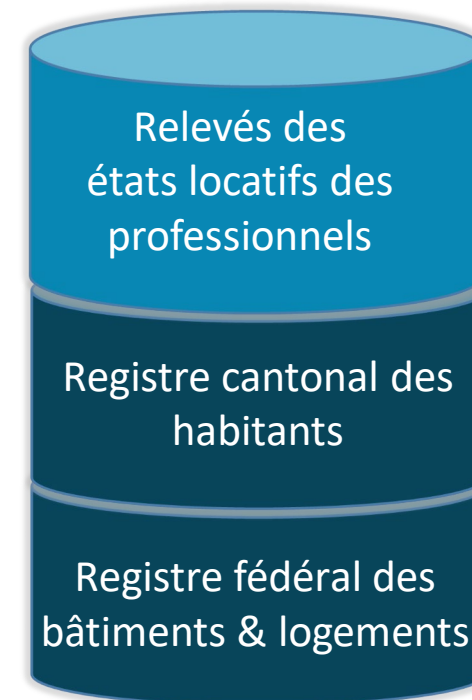 Relevés des
états locatifs des
professionnels
Registre cantonal des
habitants
Registre fédéral des
bâtiments & logements